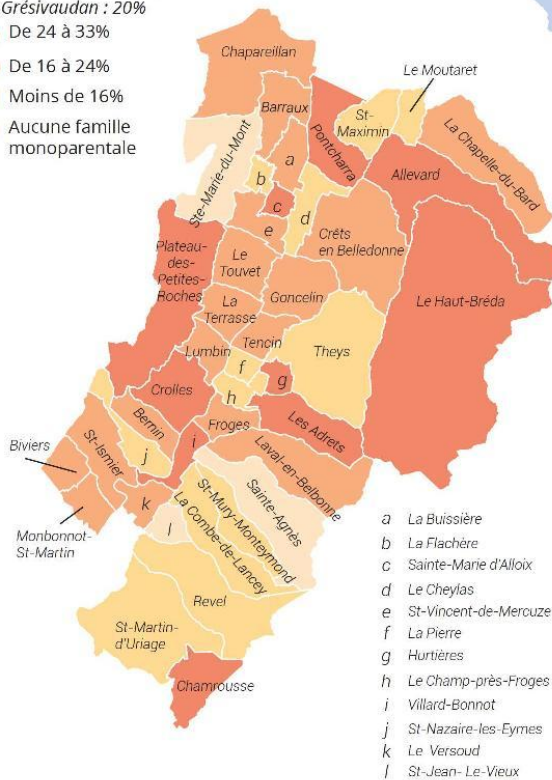 Grésivaudan : 20%
De 24 à 33%
De 16 à 24%
Moins de 16%
Aucune famille
monoparentale
Chapareillan
Le Moutaret
Barraux
St-
Maximin
Pontcharra
La Chapelle-du-Bard
Ste-Marie-du-Mont
a
Allevard
b
c
d
e
Crêts
en Belledonne
Plateau-
des-
Petites-
Roches
Le
Touvet
Goncelin
Le Haut-Bréda
La
Terrasse
Tencin
Theys
Lumbin
f
g
h
Crolles
Les Adrets
Bernin
i
Froges
Biviers
St-Ismier
j
Laval-en-Belbonne
k
Monbonnot-
St-Martin
l
La Combe-de-Lancey
St-Mury-Monteymond
Sainte-Agnès
Revel
St-Martin-
d'Uriage
Chamrousse
a La Buissière
b La Flachère
c Sainte-Marie d'Alloix
d Le Cheylas
e St-Vincent-de-Mercuze
f La Pierre
g Hurtières
h Le Champ-près-Froges
i Villard-Bonnot
j St-Nazaire-les-Eymes
k Le Versoud
l St-Jean- Le-Vieux